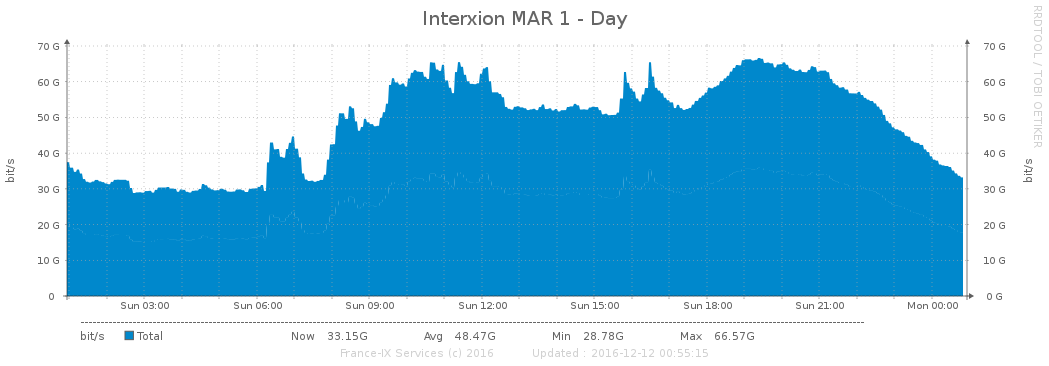 Interxion MAR 1 - Day
RRDTOOL / TOBI OETIKER
70 G 70 G
60 G 60 G
50 G 50 G
40 G 40 G
30 G 30 G
20 G 20 G
10 G 10 G
0 0 G
bit/s bit/s
Sun 03:00 Sun 06:00 Sun 09:00 Sun 12:00 Sun 15:00 Sun 18:00 Sun 21:00 Mon 00:00
bit/s Total Now 33.15G Avg 48.47G Min 28.78G Max 66.57G
France-IX Services (c) 2016 Updated : 2016-12-12 00:55:15